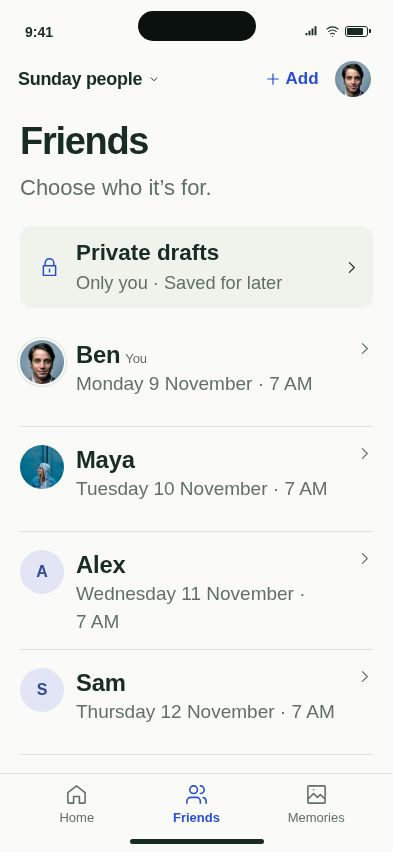 9:41
Sunday people
Add
Friends
Choose who it’s for.
Private drafts
Only you · Saved for later
Ben You
Monday 9 November · 7 AM
Maya
Tuesday 10 November · 7 AM
A
Alex
Wednesday 11 November ·
7 AM
S
Sam
Thursday 12 November · 7 AM
Home
Friends
Memories